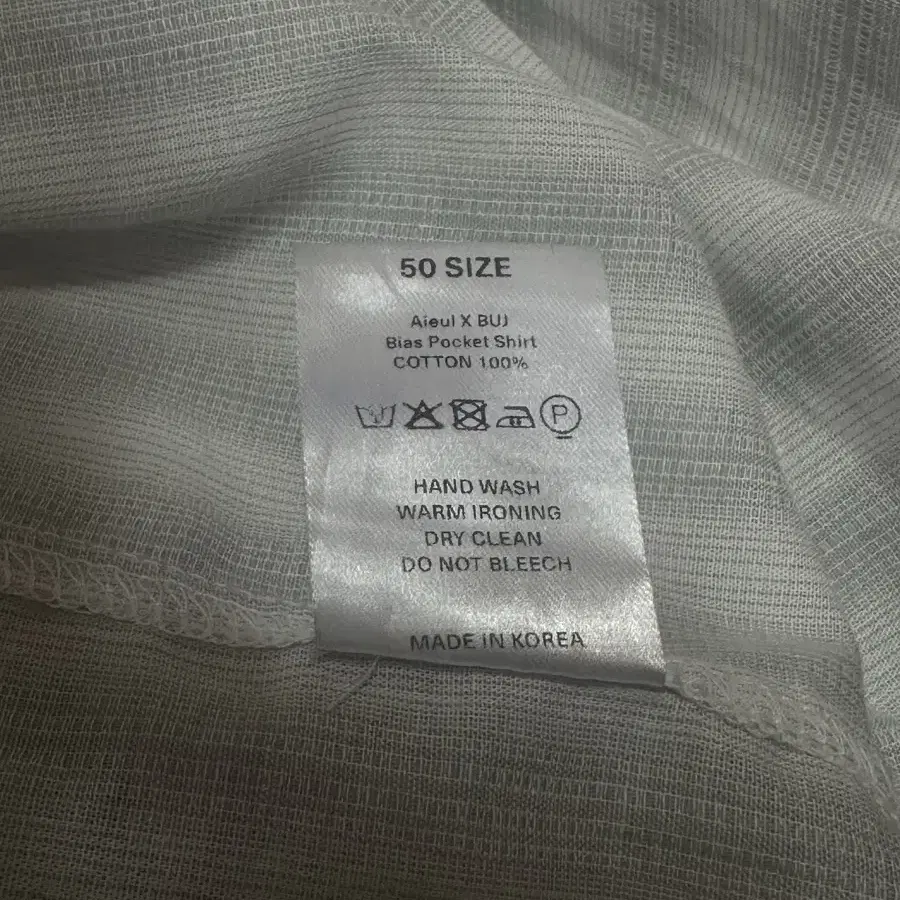 50 SIZE
Aieul X BUJ
Bias Pocket Shirt
COTTON 100%
P
HAND WASH
WARM IRONING
DRY CLEAN
DO NOT BLEECH
MADE IN KOREA